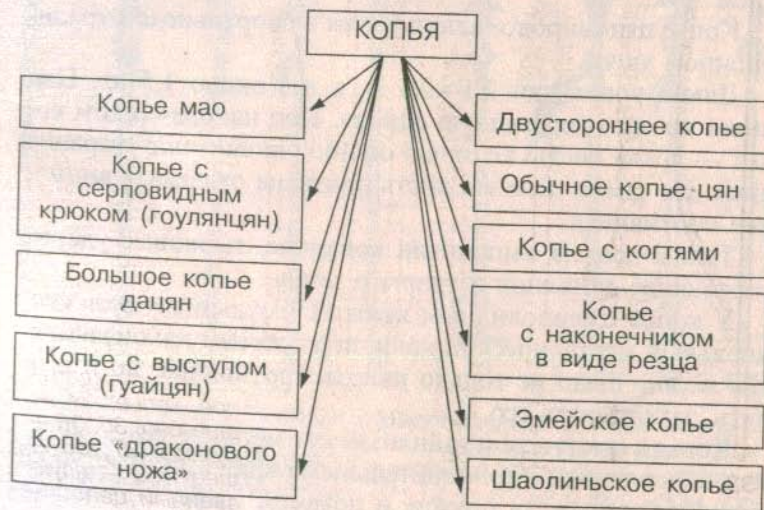 КОПЬЯ
Копье мао
Копье с
серповидным
крюком (гоулянцян)
Большое копье
дацян
Копье с выступом
(гуайцян)
Копье «драконового
ножа»
Двустороннее копье
Обычное копье цян
Копье с когтями
Копье
с наконечником
в виде резца
Эмейское копье
Шаолиньское копье